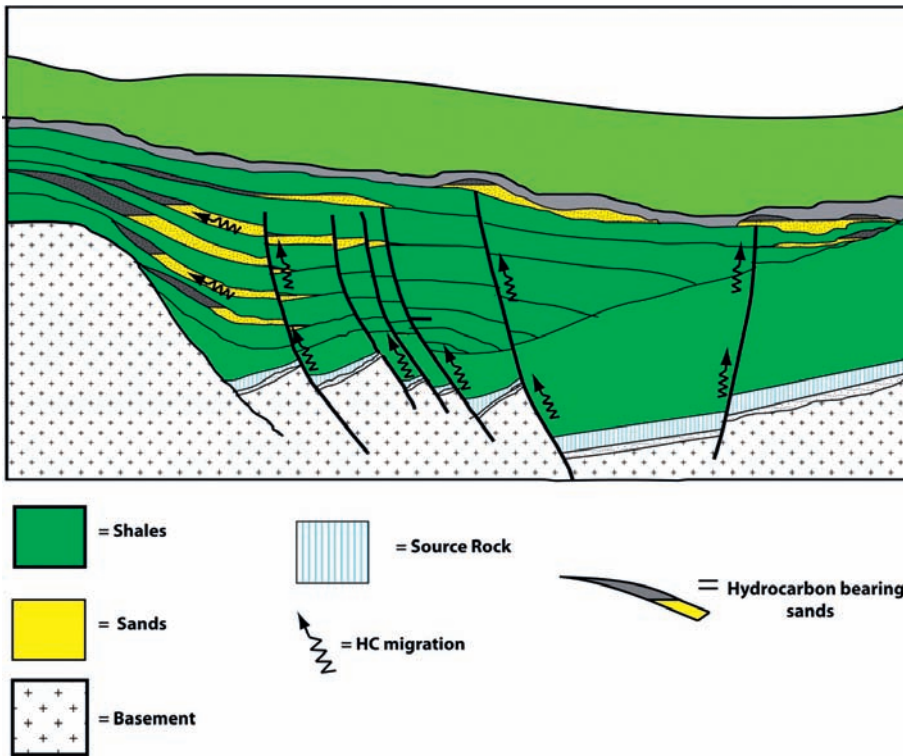 = Shales
= Source Rock
= Hydrocarbon bearing
sands
= Sands
= HC migration
= Basement